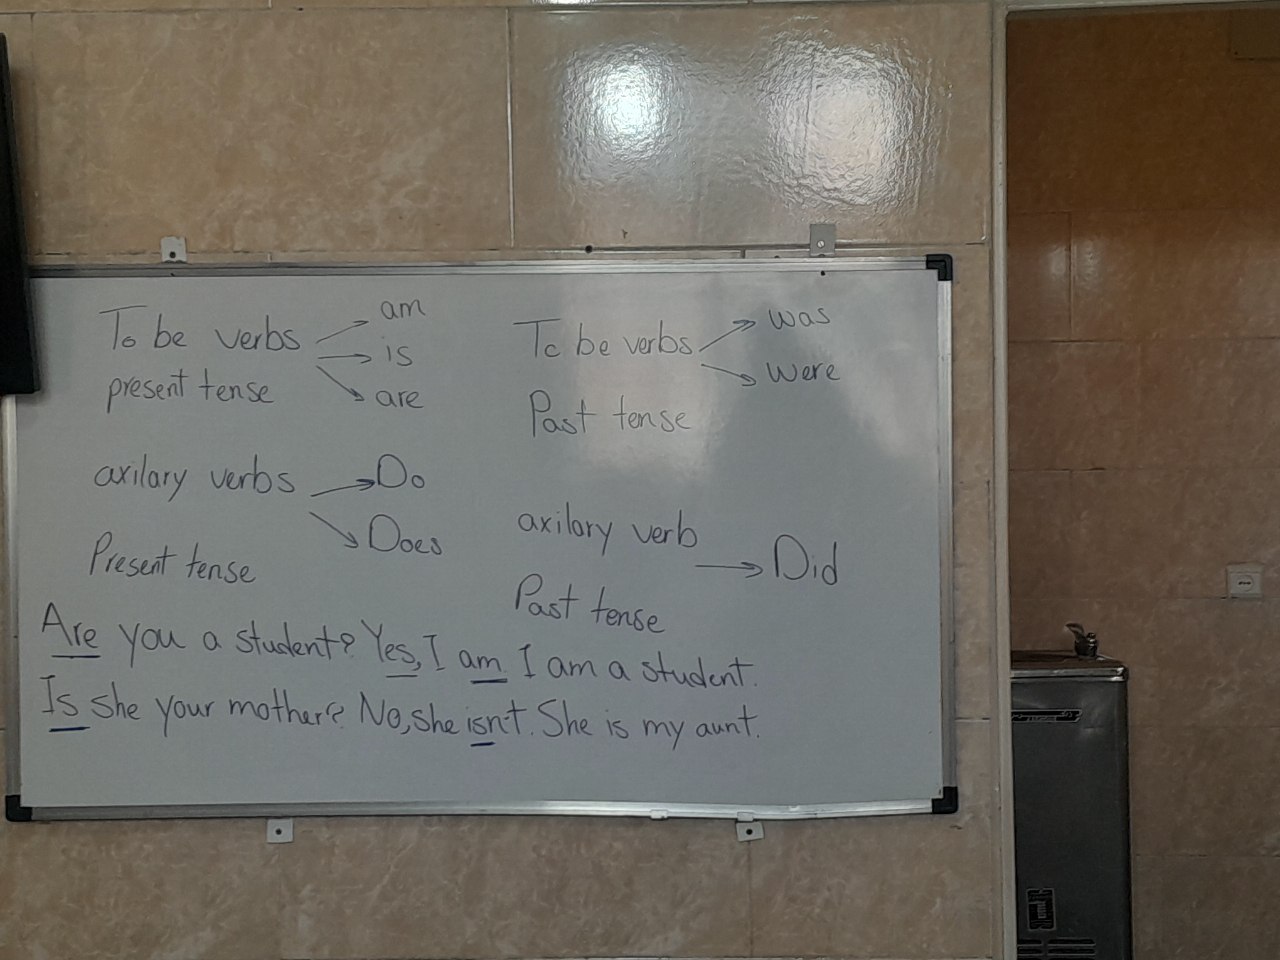 To be verbs
present tense
am
is
are
To be verbs
Past tense
was
were
axilary verbs
Present tense
Do
Does
axilary verb
Past tense
Did
Are you a student? Yes, I am I am a student.
Is she your mother? No, she isn't. She is my aunt.